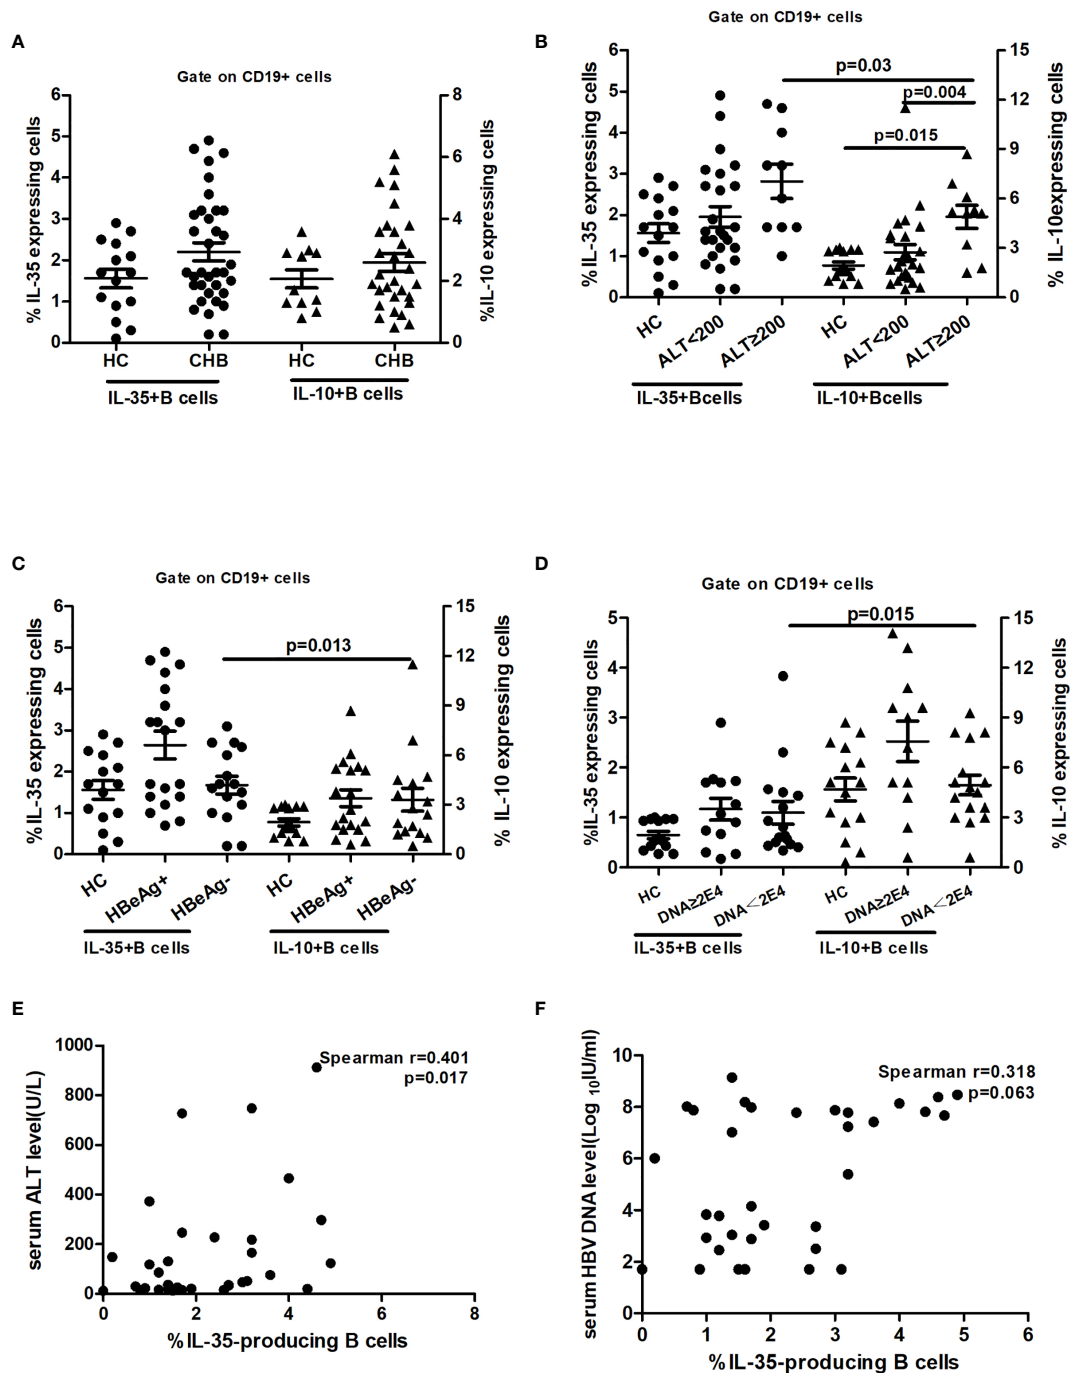 A
Gate on CD19+ cells
% IL-35 expressing cells
6
5
4
3
2
1
0
8
6
4
2
0
%IL-10 expressing cells
HC
CHB
HC
CHB
IL-35+B cells
IL-10+B cells
B
Gate on CD19+ cells
% IL-35 expressing cells
6
5
4
3
2
1
0
p=0.03
p=0.004
p=0.015
15
12
9
6
3
0
% IL-10expressing cells
HC
ALT<200
ALT≥200
HC
ALT<200
ALT≥200
IL-35+Bcells
IL-10+Bcells
C
Gate on CD19+ cells
%IL-35 expressing cells
6
5
4
3
2
1
0
p=0.013
15
12
9
6
3
0
% IL-10 expressing cells
HC
HBeAg+
HBeAg-
HC
HBeAg+
HBeAg-
IL-35+B cells
IL-10+B cells
D
Gate on CD19+ cells
%IL-35 expressing cells
5
4
3
2
1
0
p=0.015
15
12
9
6
3
0
% IL-10 expressing cells
HC
DNA≥2E4
DNA＜2E4
HC
DNA≥2E4
DNA＜2E4
IL-35+B cells
IL-10+B cells
E
serum ALT level(U/L)
1000
800
600
400
200
0
Spearman r=0.401
p=0.017
0
2
4
6
8
%IL-35-producing B cells
F
serum HBV DNA level(Log 10IU/ml)
10
8
6
4
2
0
Spearman r=0.318
p=0.063
0
1
2
3
4
5
6
%IL-35-producing B cells